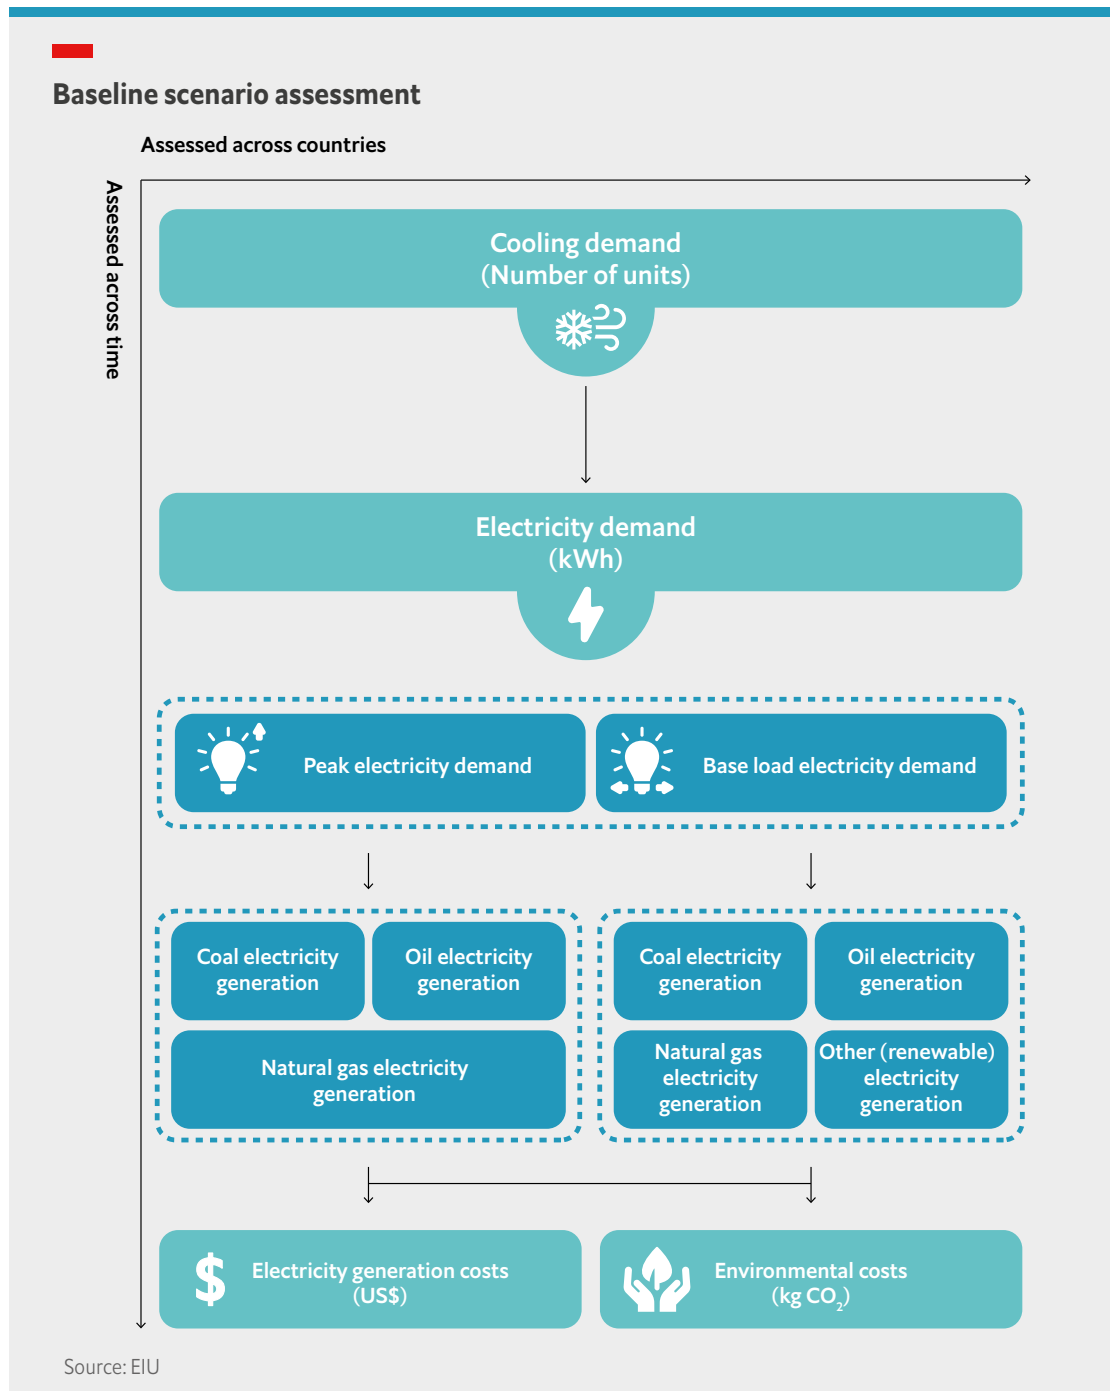 Baseline scenario assessment
Assessed across countries
Assessed across time
Cooling demand
(Number of units)
Electricity demand
(kWh)
Peak electricity demand
Base load electricity demand
Coal electricity
generation
Oil electricity
generation
Natural gas electricity
generation
Coal electricity
generation
Oil electricity
generation
Natural gas
electricity
generation
Other (renewable)
electricity
generation
$
Electricity generation costs
(US$)
Environmental costs
(kg CO₂)
Source: EIU